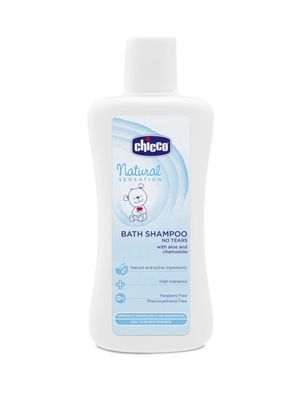 chicco
Natural
SENSATION
BATH SHAMPOO
NO TEARS
with aloe and
chamomile
Natural and active ingredients
High tolerance
0%
Parabens Free
Phenoxyethanol Free